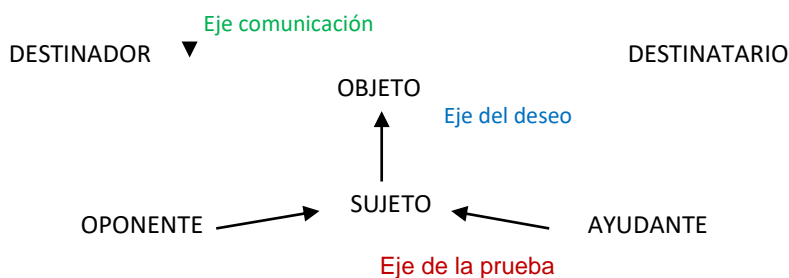 Eje comunicación
DESTINADOR
DESTINATARIO
OBJETO
Eje del deseo
SUJETO
OPONENTE
AYUDANTE
Eje de la prueba